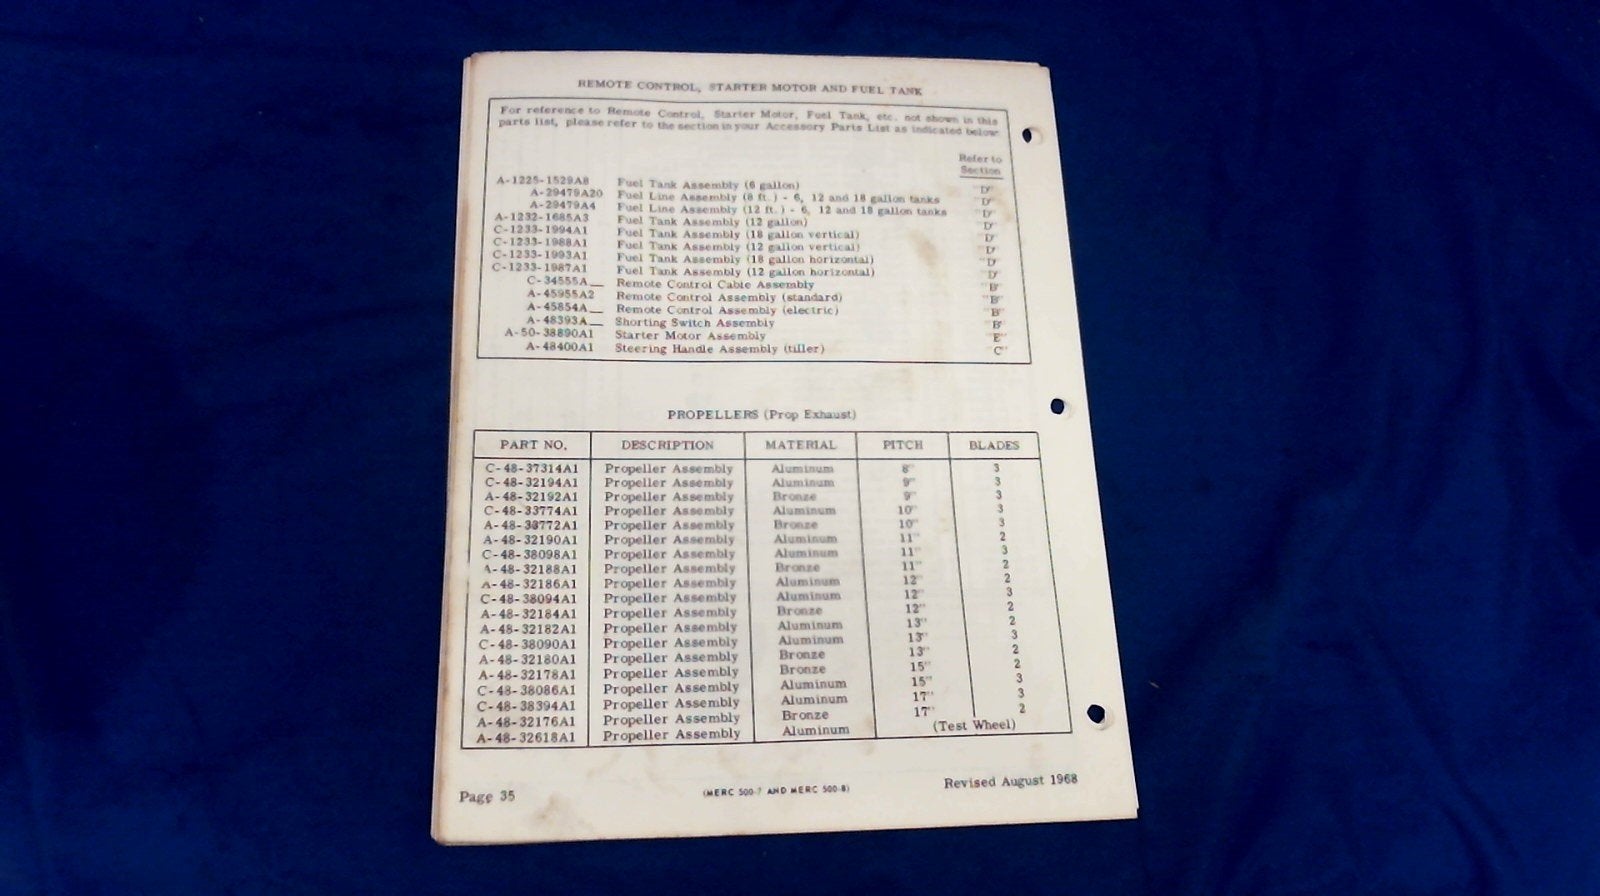 REMOTE CONTROL, STARTER MOTOR AND FUEL TANK
For reference to Remote Control, Starter Motor, Fuel Tank, etc. not shown in this
parts list, please refer to the section in your Accessory Parts List as indicated below:
Refer to
Section
A-1225-1529A8 Fuel Tank Assembly (6 gallon) "D"
A-29479A20 Fuel Line Assembly (8 ft.) - 6, 12 and 18 gallon tanks "D"
A-29479A4 Fuel Line Assembly (12 ft.) - 6, 12 and 18 gallon tanks "D"
A-1232-1685A3 Fuel Tank Assembly (12 gallon) "D"
C-1233-1994A1 Fuel Tank Assembly (18 gallon vertical) "D"
C-1233-1988A1 Fuel Tank Assembly (12 gallon vertical) "D"
C-1233-1993A1 Fuel Tank Assembly (18 gallon horizontal) "D"
C-1233-1987A1 Fuel Tank Assembly (12 gallon horizontal) "D"
C-34555A__ Remote Control Cable Assembly "B"
A-45955A2 Remote Control Assembly (standard) "B"
A-45854A__ Remote Control Assembly (electric) "B"
A-48393A__ Shorting Switch Assembly "B"
A-50-38890A1 Starter Motor Assembly "E"
A-48400A1 Steering Handle Assembly (tiller) "C"
PROPELLERS (Prop Exhaust)
PART NO. DESCRIPTION MATERIAL PITCH BLADES
C-48-37314A1 Propeller Assembly Aluminum 8" 3
C-48-32194A1 Propeller Assembly Aluminum 9" 3
A-48-32192A1 Propeller Assembly Bronze 9" 3
C-48-33774A1 Propeller Assembly Aluminum 10" 3
A-48-33772A1 Propeller Assembly Bronze 10" 3
A-48-32190A1 Propeller Assembly Aluminum 11" 2
C-48-38098A1 Propeller Assembly Aluminum 11" 3
A-48-32188A1 Propeller Assembly Bronze 11" 2
A-48-32186A1 Propeller Assembly Aluminum 12" 2
C-48-38094A1 Propeller Assembly Aluminum 12" 3
A-48-32184A1 Propeller Assembly Bronze 12" 2
A-48-32182A1 Propeller Assembly Aluminum 13" 2
C-48-38090A1 Propeller Assembly Aluminum 13" 3
A-48-32180A1 Propeller Assembly Bronze 13" 2
A-48-32178A1 Propeller Assembly Bronze 15" 2
C-48-38086A1 Propeller Assembly Aluminum 15" 3
C-48-38394A1 Propeller Assembly Aluminum 17" 3
A-48-32176A1 Propeller Assembly Bronze 17" 2
A-48-32618A1 Propeller Assembly Aluminum (Test Wheel)
Page 35 (MERC 500-7 AND MERC 500-8) Revised August 1968